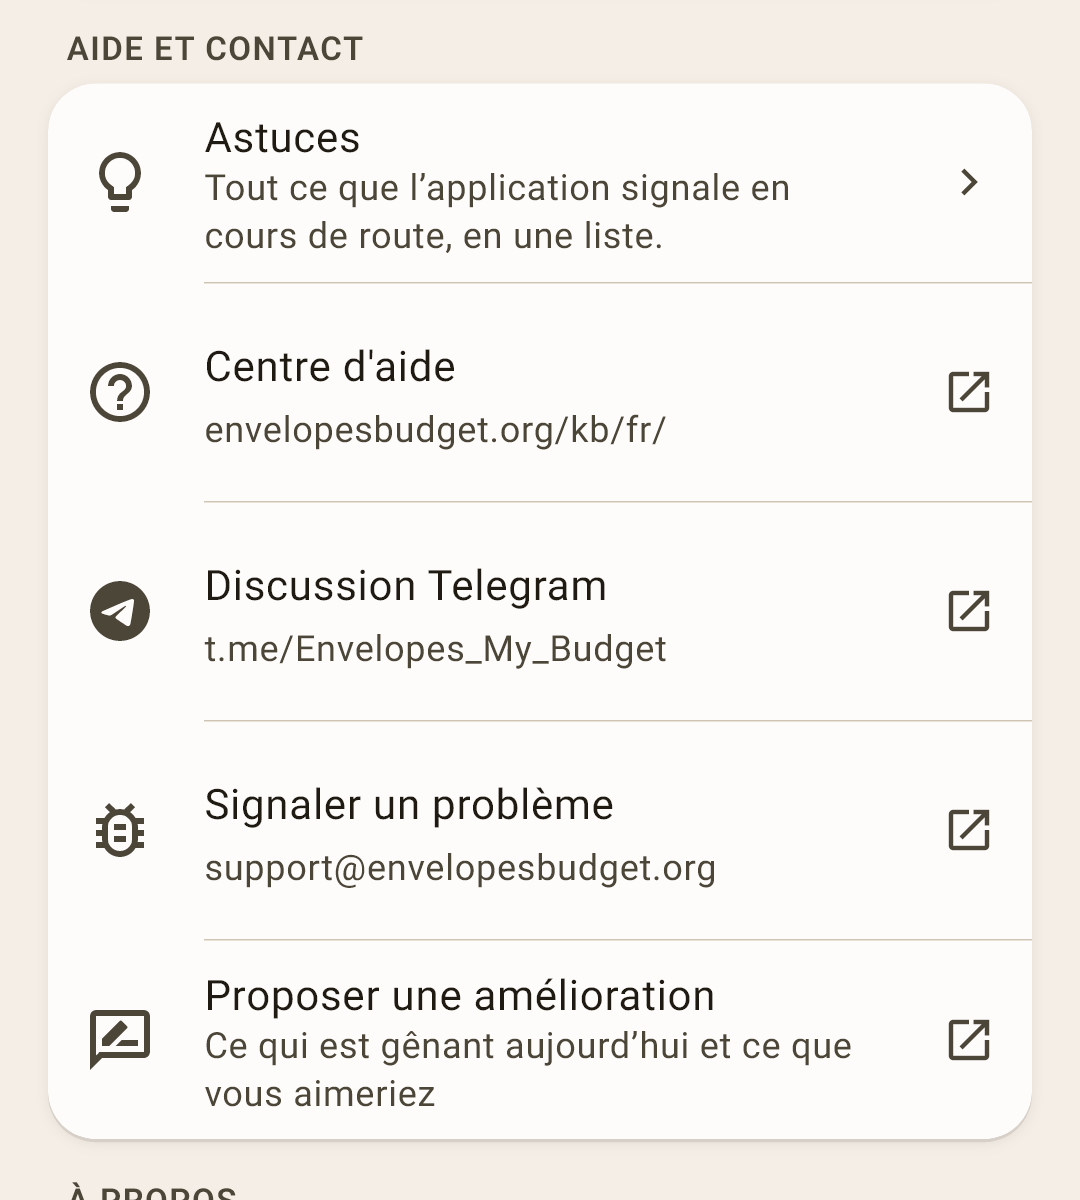 AIDE ET CONTACT
Astuces
Tout ce que l’application signale en
cours de route, en une liste.
Centre d'aide
envelopesbudget.org/kb/fr/
Discussion Telegram
t.me/Envelopes_My_Budget
Signaler un problème
support@envelopesbudget.org
Proposer une amélioration
Ce qui est gênant aujourd’hui et ce que
vous aimeriez
À PROPOS